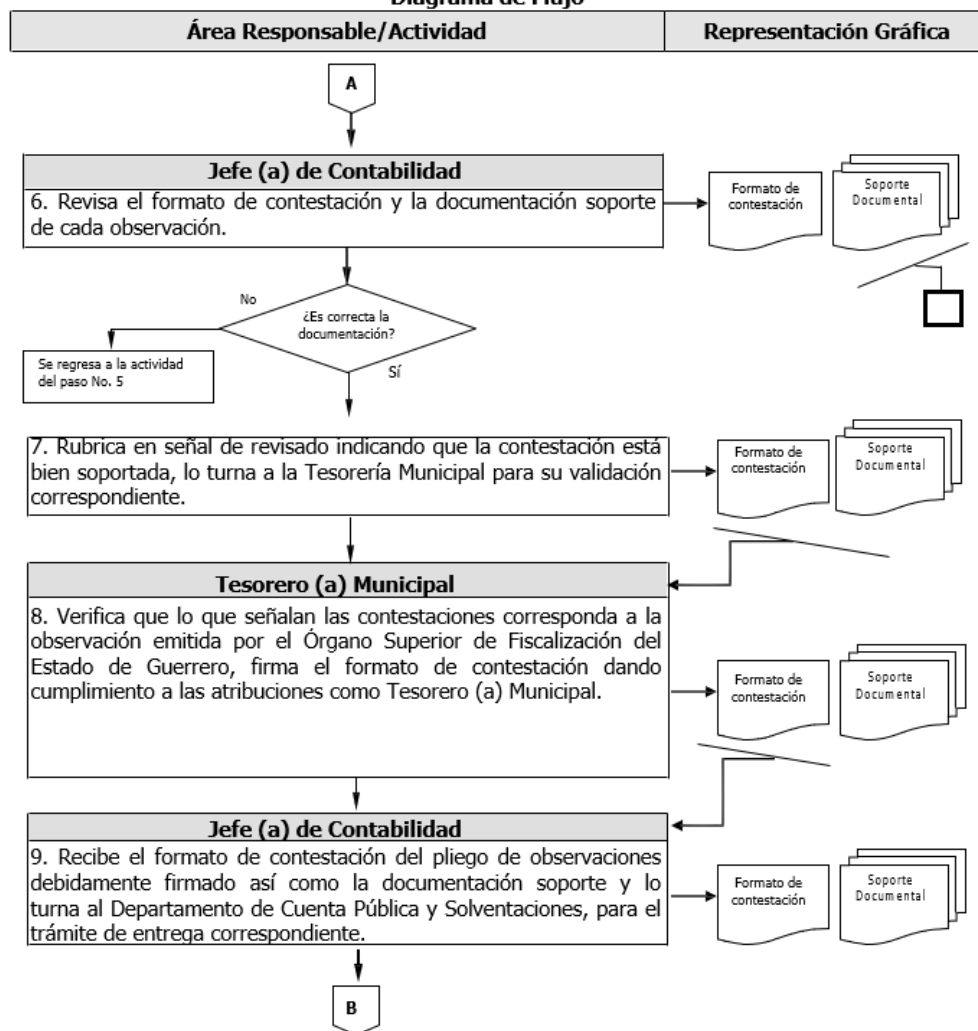 Diagrama de Flujo
Área Responsable/Actividad
Representación Gráfica
A
Jefe (a) de Contabilidad
6. Revisa el formato de contestación y la documentación soporte
de cada observación.
Formato de
contestación
Soporte
Documental
No
¿Es correcta la
documentación?
Sí
Se regresa a la actividad
del paso No. 5
7. Rubrica en señal de revisado indicando que la contestación está
bien soportada, lo turna a la Tesorería Municipal para su validación
correspondiente.
Formato de
contestación
Soporte
Documental
Tesorero (a) Municipal
8. Verifica que lo que señalan las contestaciones corresponda a la
observación emitida por el Órgano Superior de Fiscalización del
Estado de Guerrero, firma el formato de contestación dando
cumplimiento a las atribuciones como Tesorero (a) Municipal.
Formato de
contestación
Soporte
Documental
Jefe (a) de Contabilidad
9. Recibe el formato de contestación del pliego de observaciones
debidamente firmado así como la documentación soporte y lo
turna al Departamento de Cuenta Pública y Solventaciones, para el
trámite de entrega correspondiente.
Formato de
contestación
Soporte
Documental
B